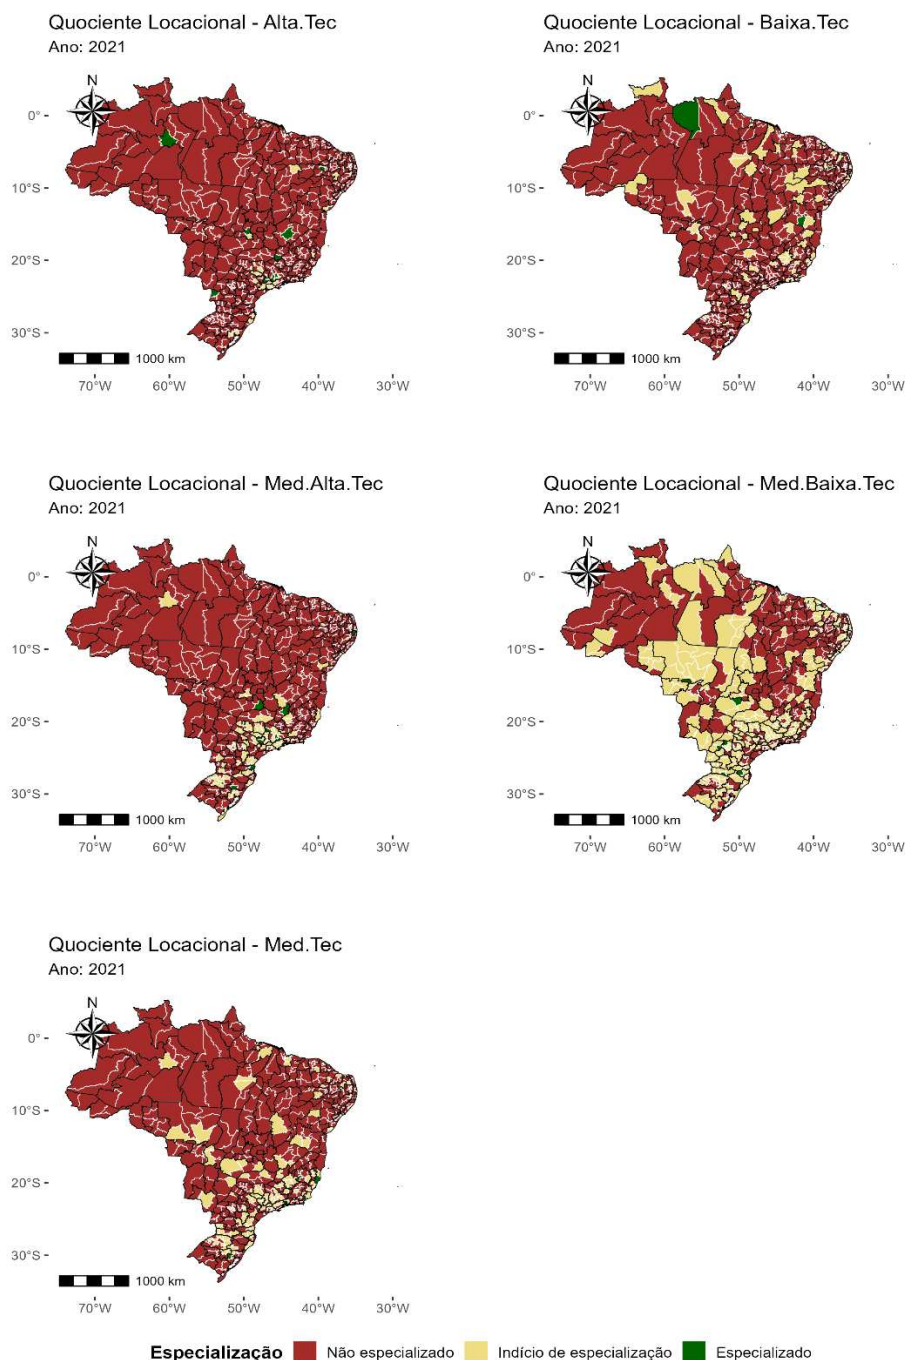 Quociente Locacional - Alta.Tec
Ano: 2021
N
0° -
10°S -
20°S -
30°S -
1000 km
70°W 60°W 50°W 40°W 30°W
Quociente Locacional - Baixa.Tec
Ano: 2021
N
0° -
10°S -
20°S -
30°S -
1000 km
70°W 60°W 50°W 40°W 30°W
Quociente Locacional - Med.Alta.Tec
Ano: 2021
N
0° -
10°S -
20°S -
30°S -
1000 km
70°W 60°W 50°W 40°W 30°W
Quociente Locacional - Med.Baixa.Tec
Ano: 2021
N
0° -
10°S -
20°S -
30°S -
1000 km
70°W 60°W 50°W 40°W 30°W
Quociente Locacional - Med.Tec
Ano: 2021
N
0° -
10°S -
20°S -
30°S -
1000 km
70°W 60°W 50°W 40°W 30°W
Especialização Não especializado Indício de especialização Especializado